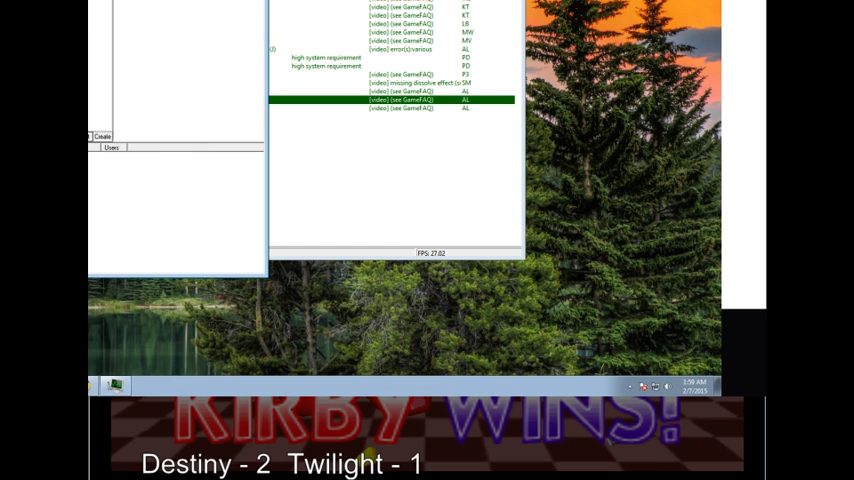 [video] (see GameFAQ) KT
[video] (see GameFAQ) KT
[video] (see GameFAQ) LB
[video] (see GameFAQ) MW
[video] (see GameFAQ) MV
(J) [video] error(s):various AL
high system requirement PD
high system requirement PD
[video] (see GameFAQ) P3
[video] missing dissolve effect (s SM
[video] (see GameFAQ) AL
[video] (see GameFAQ) AL
[video] (see GameFAQ) AL
Create
Users
FPS: 27.02
1:59 AM
2/7/2015
KIRBY WINS!
Destiny - 2 Twilight - 1